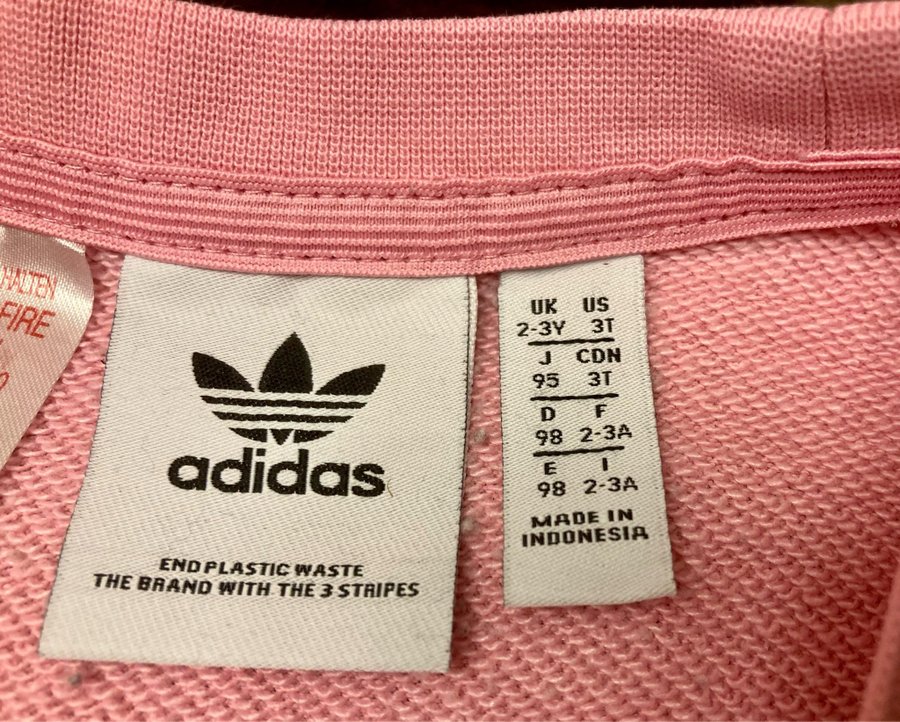 HALTEN
FIRE
adidas
END PLASTIC WASTE
THE BRAND WITH THE 3 STRIPES
UK US
2-3Y 3T
J CDN
95 3T
D F
98 2-3A
E I
98 2-3A
MADE IN
INDONESIA